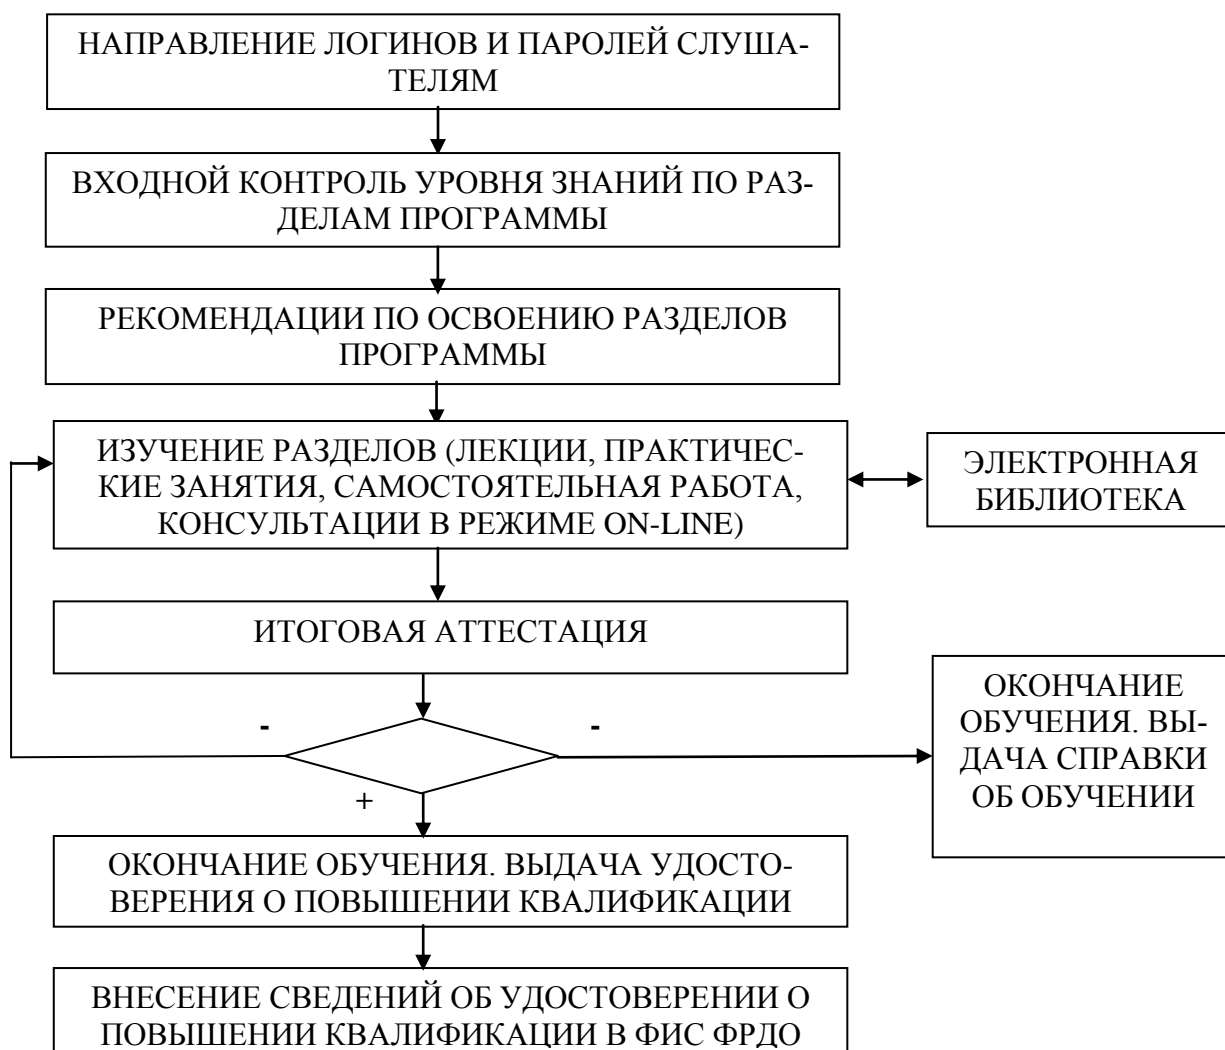 НАПРАВЛЕНИЕ ЛОГИНОВ И ПАРОЛЕЙ СЛУША-
ТЕЛЯМ
ВХОДНОЙ КОНТРОЛЬ УРОВНЯ ЗНАНИЙ ПО РАЗ-
ДЕЛАМ ПРОГРАММЫ
РЕКОМЕНДАЦИИ ПО ОСВОЕНИЮ РАЗДЕЛОВ
ПРОГРАММЫ
ИЗУЧЕНИЕ РАЗДЕЛОВ (ЛЕКЦИИ, ПРАКТИЧЕС-
КИЕ ЗАНЯТИЯ, САМОСТОЯТЕЛЬНАЯ РАБОТА,
КОНСУЛЬТАЦИИ В РЕЖИМЕ ON-LINE)
ЭЛЕКТРОННАЯ
БИБЛИОТЕКА
ИТОГОВАЯ АТТЕСТАЦИЯ
-
-
+
ОКОНЧАНИЕ
ОБУЧЕНИЯ. ВЫ-
ДАЧА СПРАВКИ
ОБ ОБУЧЕНИИ
ОКОНЧАНИЕ ОБУЧЕНИЯ. ВЫДАЧА УДОСТО-
ВЕРЕНИЯ О ПОВЫШЕНИИ КВАЛИФИКАЦИИ
ВНЕСЕНИЕ СВЕДЕНИЙ ОБ УДОСТОВЕРЕНИИ О
ПОВЫШЕНИИ КВАЛИФИКАЦИИ В ФИС ФРДО